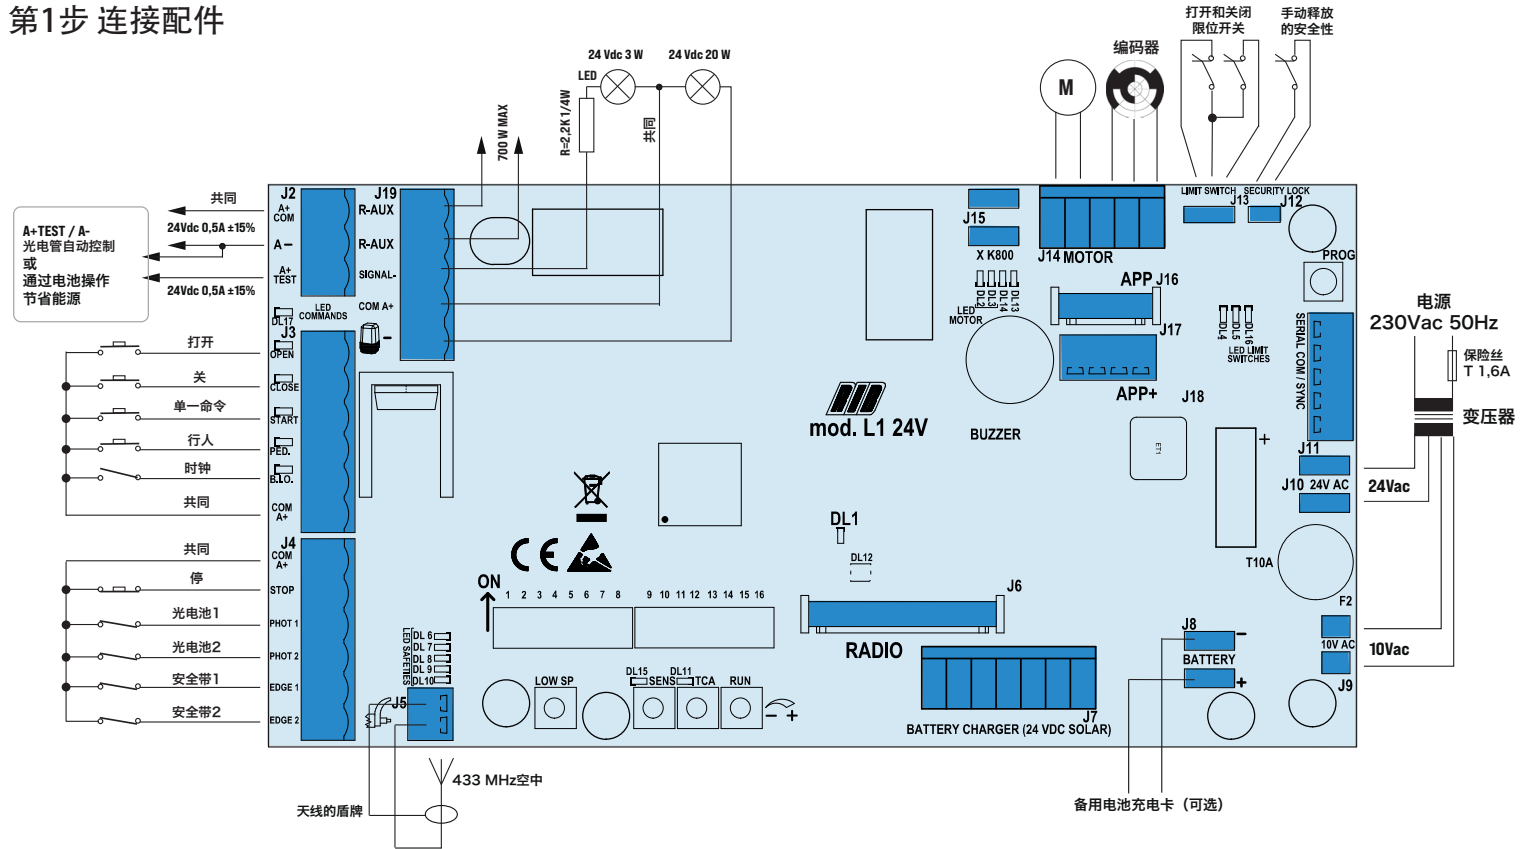 第1步 连接配件
24 Vdc 3 W
24 Vdc 20 W
LED
R=2,2K 1/4W
共同
700 W MAX
M
编码器
打开和关闭
限位开关
手动释放
的安全性
共同
24Vdc 0,5A ±15%
24Vdc 0,5A ±15%
A+TEST / A-
光电管自动控制
或
通过电池操作
节省能源
J2
A+
COM
A-
A+
TEST
J19
R-AUX
R-AUX
SIGNAL-
COM A+
-
LED
COMMANDS
DL17
J3
OPEN
CLOSE
START
PED.
B.I.O.
COM
A+
打开
关
单一命令
行人
时钟
共同
J4
COM
A+
STOP
PHOT 1
PHOT 2
EDGE 1
EDGE 2
共同
停
光电池1
光电池2
安全带1
安全带2
LED SAFETIES
DL 6
DL 7
DL 8
DL 9
DL10
J5
433 MHz空中
天线的盾牌
ON
1 2 3 4 5 6 7 8
9 10 11 12 13 14 15 16
LOW SP
DL15
SENS
DL11
TCA
RUN
- +
mod. L1 24V
BUZZER
DL1
DL12
J6
RADIO
J7
BATTERY CHARGER (24 VDC SOLAR)
J15
X K800
DL2
DL3
DL14
DL13
LED
MOTOR
J14 MOTOR
APP J16
J17
APP+
J18
ET1
LIMIT SWITCH
J13
SECURITY LOCK
J12
PROG
DL4
DL5
DL16
LED LIMIT
SWITCHES
SERIAL COM / SYNC
+
J11
J10 24V AC
T10A
F2
10V AC
J9
J8
-
BATTERY
+
备用电池充电卡（可选）
电源
230Vac 50Hz
保险丝
T 1,6A
变压器
24Vac
10Vac